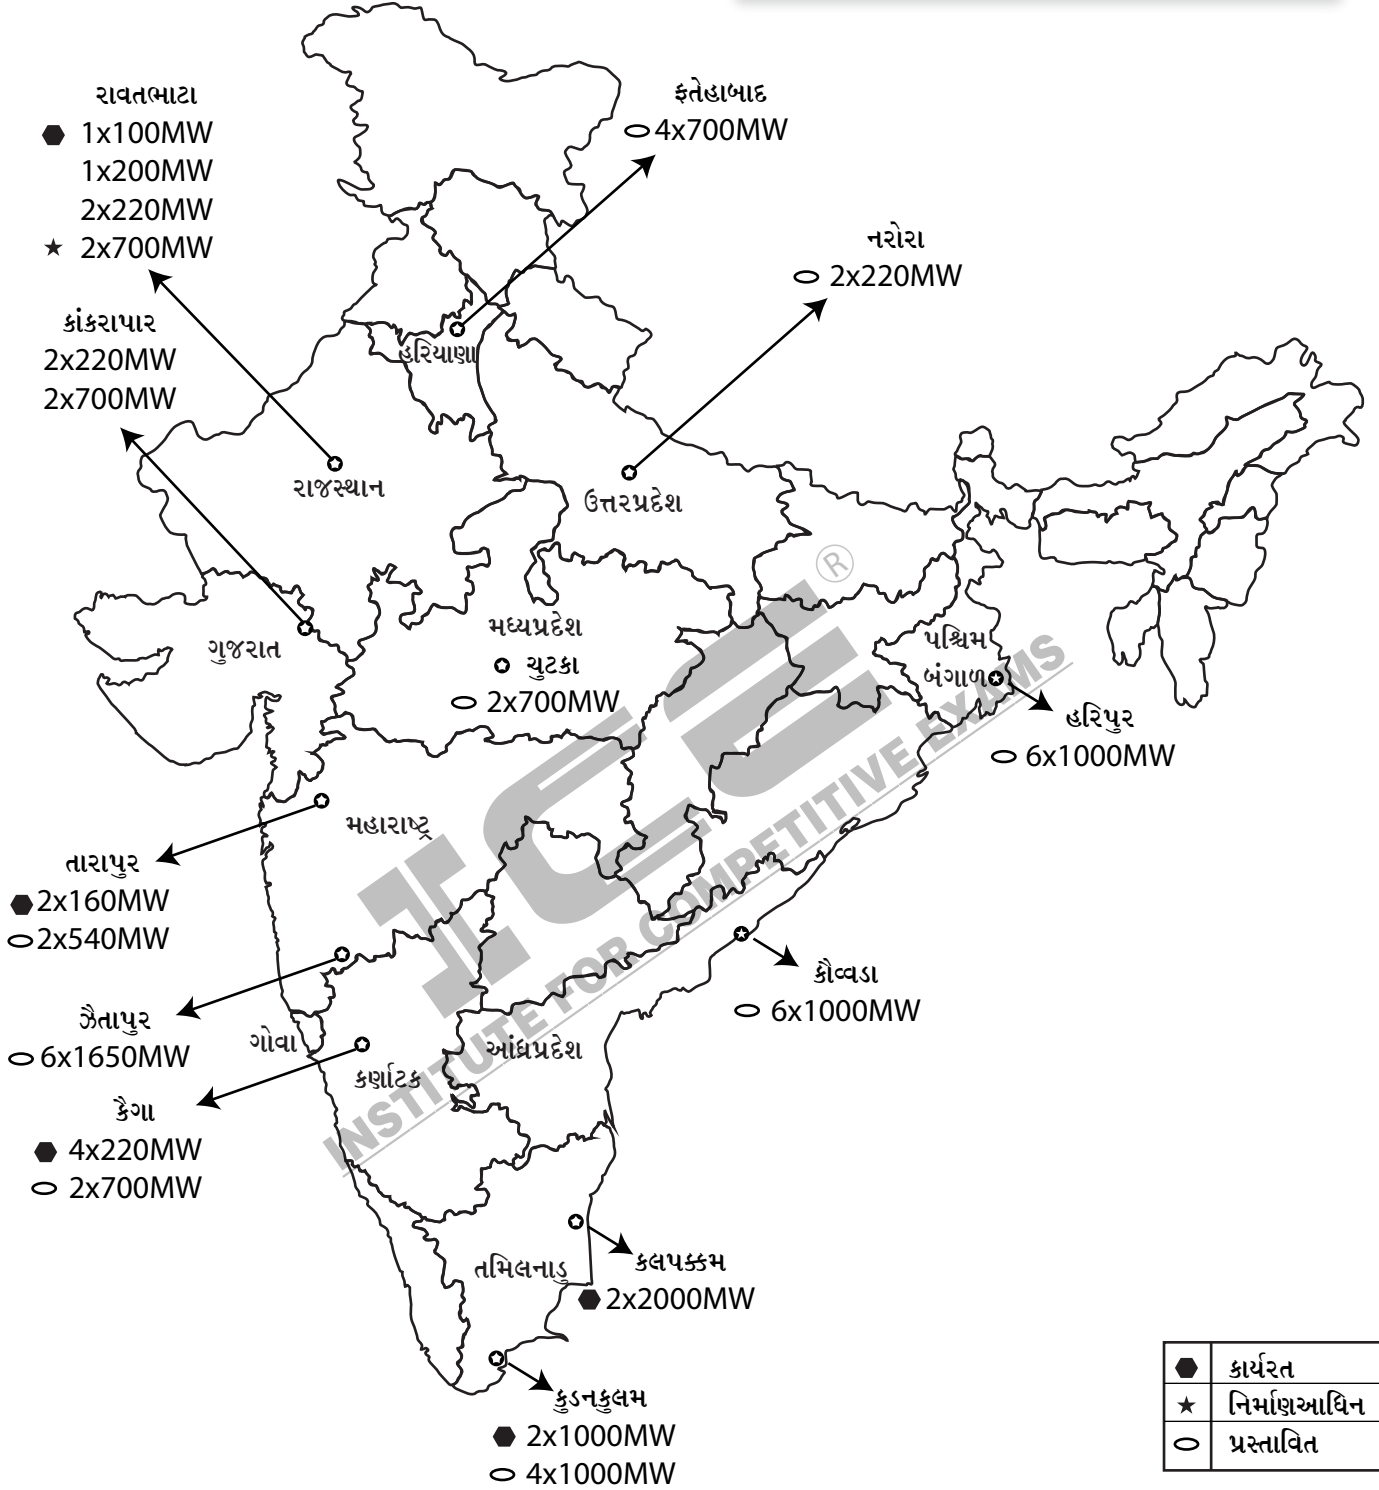 રાવતભાટા
1x100MW
1x200MW
2x220MW
2x700MW
ફતેહાબાદ
4x700MW
નરોરા
2x220MW
કાંકરાપાર
2x220MW
2x700MW
હરિયાણા
રાજસ્થાન
ઉત્તરપ્રદેશ
ગુજરાત
મધ્યપ્રદેશ
ચુટકા
2x700MW
પશ્ચિમ
બંગાળ
હરિપુર
6x1000MW
મહારાષ્ટ્ર
તારાપુર
2x160MW
2x540MW
કૌવ્વડા
6x1000MW
ઝૈતાપુર
6x1650MW
ગોવા
કર્ણાટક
આંધ્રપ્રદેશ
કૈગા
4x220MW
2x700MW
તમિલનાડુ
કલપક્કમ
2x2000MW
કુડનકુલમ
2x1000MW
4x1000MW
કાર્યરત
નિર્માણઆધિન
પ્રસ્તાવિત
ICE
®
INSTITUTE FOR COMPETITIVE EXAMS